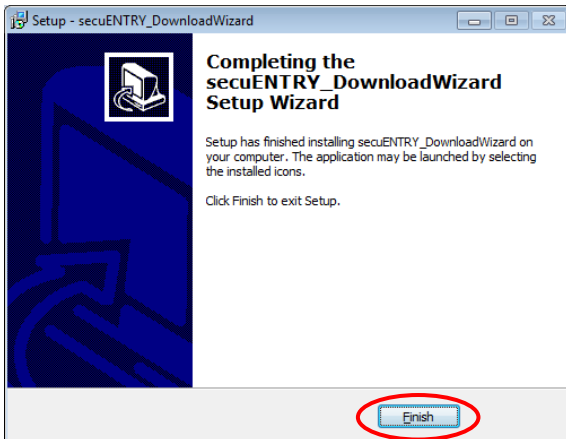 Setup - secuENTRY_DownloadWizard
Completing the
secuENTRY_DownloadWizard
Setup Wizard
Setup has finished installing secuENTRY_DownloadWizard on
your computer. The application may be launched by selecting
the installed icons.
Click Finish to exit Setup.
Finish